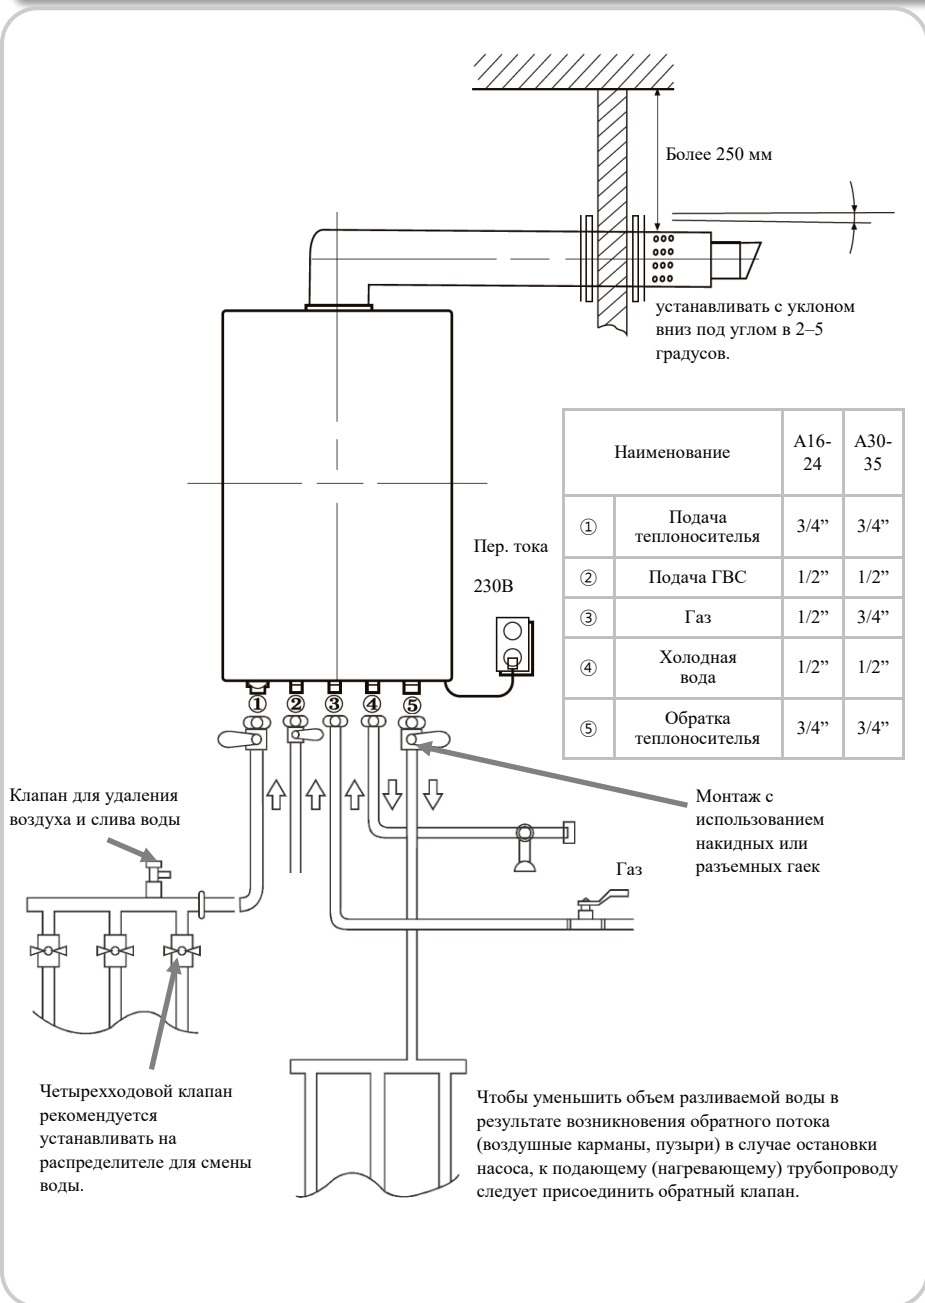 Более 250 мм
устанавливать с уклоном
вниз под углом в 2–5
градусов.
Наименование
А16-
24
А30-
35
①
Подача
теплоносителья
3/4”
3/4”
②
Подача ГВС
1/2”
1/2”
③
Газ
1/2”
3/4”
④
Холодная
вода
1/2”
1/2”
⑤
Обратка
теплоносителья
3/4”
3/4”
Пер. тока
230В
① ② ③ ④ ⑤
Клапан для удаления
воздуха и слива воды
Монтаж с
использованием
накидных или
разъемных гаек
Газ
Четырехходовой клапан
рекомендуется
устанавливать на
распределителе для смены
воды.
Чтобы уменьшить объем разливаемой воды в
результате возникновения обратного потока
(воздушные карманы, пузыри) в случае остановки
насоса, к подающему (нагревающему) трубопроводу
следует присоединить обратный клапан.